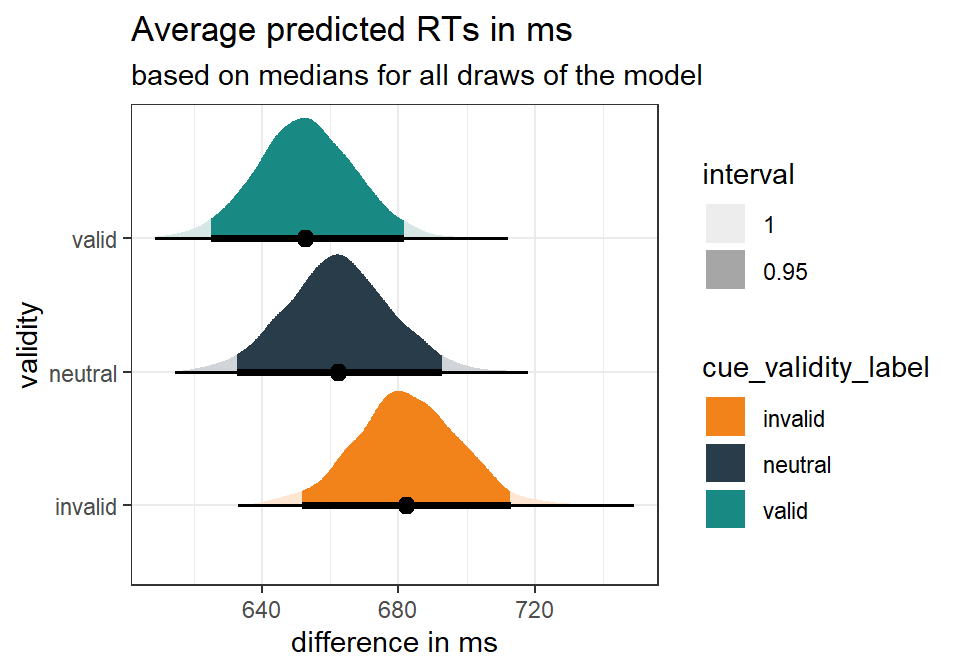 Average predicted RTs in ms
based on medians for all draws of the model
validity
valid
neutral
invalid
640
680
720
difference in ms
interval
1
0.95
cue_validity_label
invalid
neutral
valid